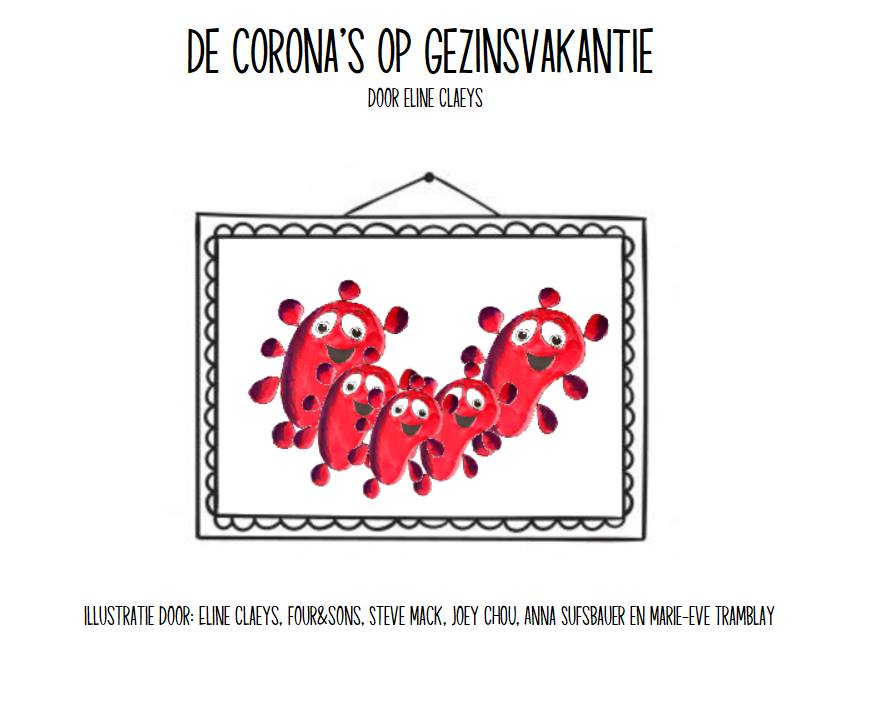 DE CORONA'S OP GEZINSVAKANTIE
DOOR ELINE CLAEYS
ILLUSTRATIE DOOR: ELINE CLAEYS, FOUR&SONS, STEVE MACK, JOEY CHOU, ANNA SUFSBAUER EN MARIE-EVE TRAMBLAY